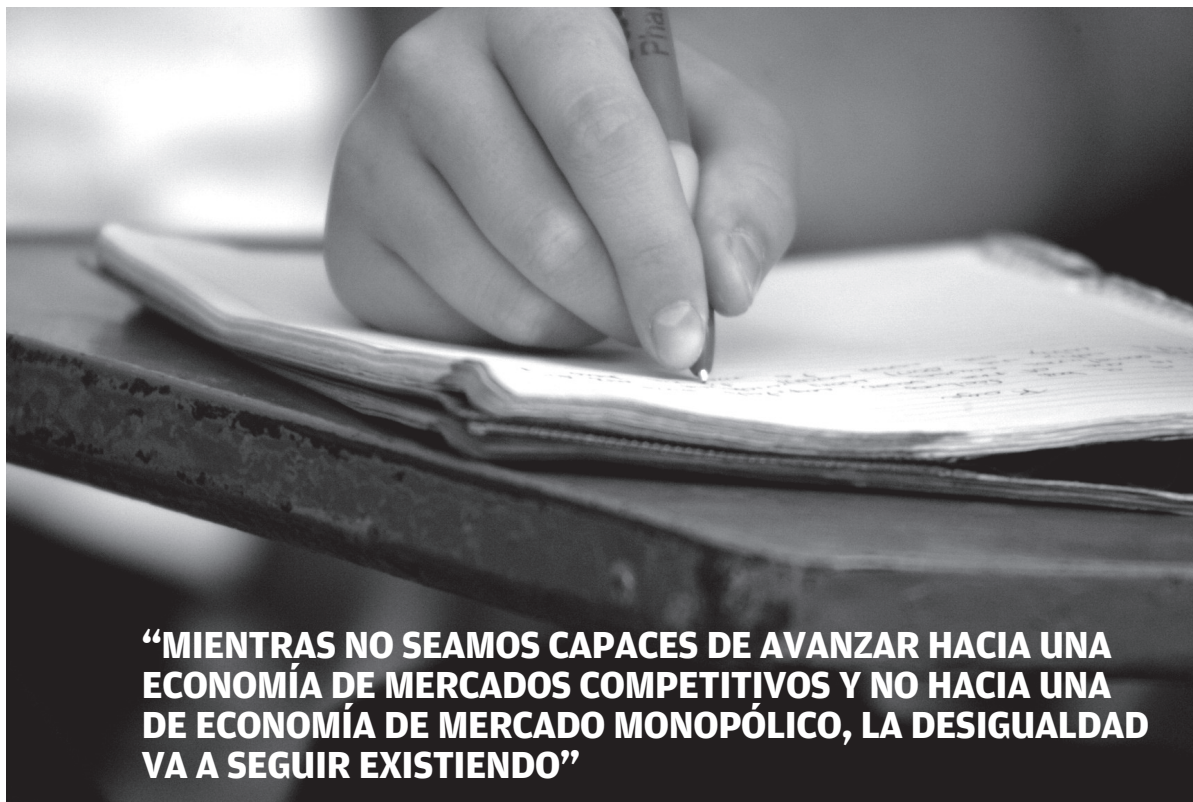 Pha
“MIENTRAS NO SEAMOS CAPACES DE AVANZAR HACIA UNA
ECONOMÍA DE MERCADOS COMPETITIVOS Y NO HACIA UNA
DE ECONOMÍA DE MERCADO MONOPÓLICO, LA DESIGUALDAD
VA A SEGUIR EXISTIENDO”